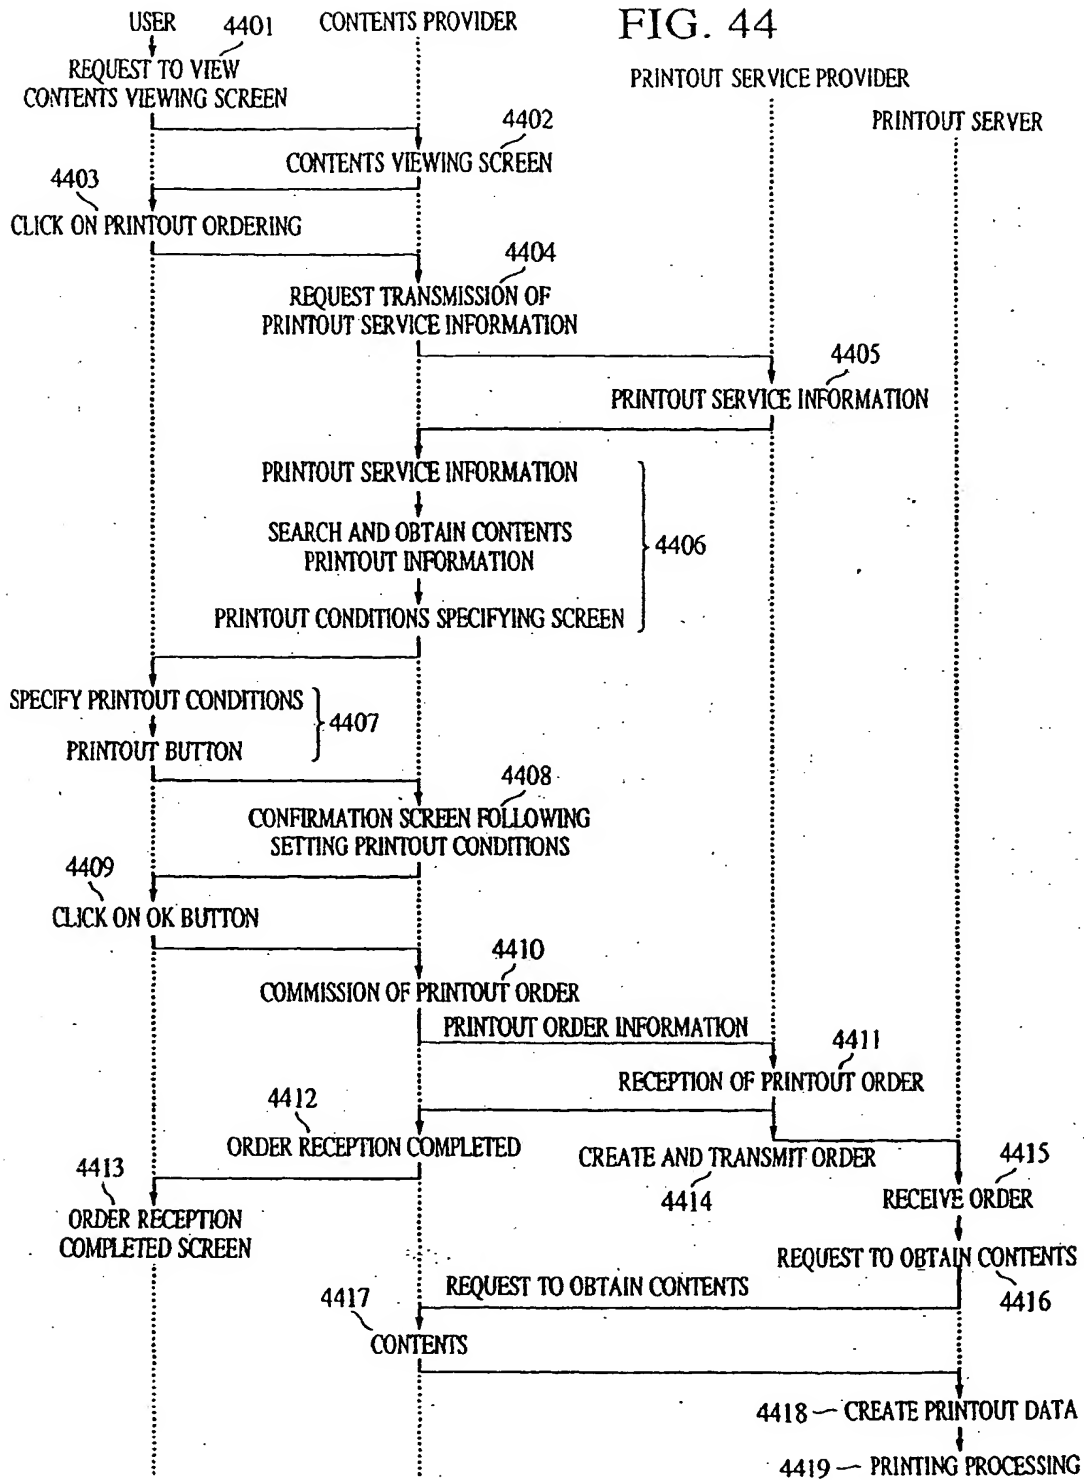 FIG. 44
USER
4401
CONTENTS PROVIDER
PRINTOUT SERVICE PROVIDER
PRINTOUT SERVER
REQUEST TO VIEW
CONTENTS VIEWING SCREEN
4402
CONTENTS VIEWING SCREEN
4403
CLICK ON PRINTOUT ORDERING
4404
REQUEST TRANSMISSION OF
PRINTOUT SERVICE INFORMATION
4405
PRINTOUT SERVICE INFORMATION
PRINTOUT SERVICE INFORMATION
SEARCH AND OBTAIN CONTENTS
PRINTOUT INFORMATION
4406
PRINTOUT CONDITIONS SPECIFYING SCREEN
SPECIFY PRINTOUT CONDITIONS
4407
PRINTOUT BUTTON
4408
CONFIRMATION SCREEN FOLLOWING
SETTING PRINTOUT CONDITIONS
4409
CLICK ON OK BUTTON
4410
COMMISSION OF PRINTOUT ORDER
PRINTOUT ORDER INFORMATION
4411
RECEPTION OF PRINTOUT ORDER
4412
ORDER RECEPTION COMPLETED
CREATE AND TRANSMIT ORDER
4414
4413
ORDER RECEPTION
COMPLETED SCREEN
4415
RECEIVE ORDER
REQUEST TO OBTAIN CONTENTS
4416
REQUEST TO OBTAIN CONTENTS
4417
CONTENTS
4418 CREATE PRINTOUT DATA
4419 PRINTING PROCESSING